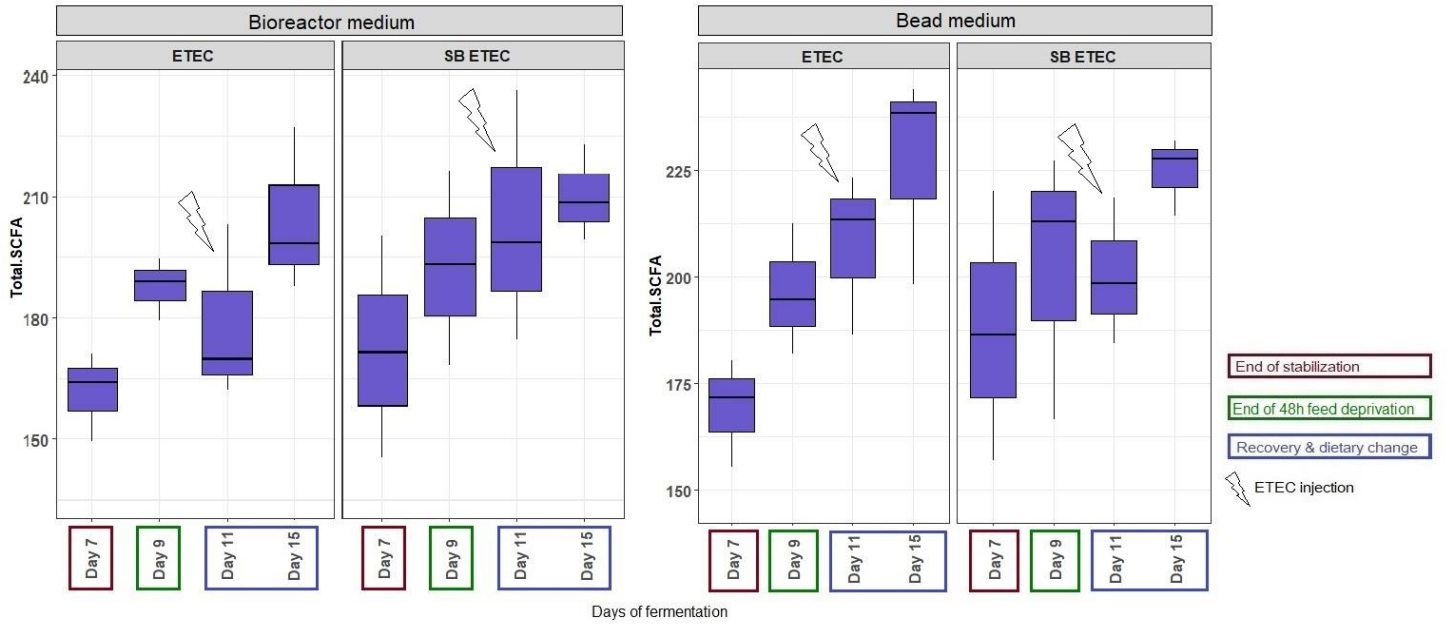 Bioreactor medium
ETEC
SB ETEC
Total.SCFA
240
210
180
150
Day 7
Day 9
Day 11
Day 15
Day 7
Day 9
Day 11
Day 15
Bead medium
ETEC
SB ETEC
Total.SCFA
225
200
175
150
Day 7
Day 9
Day 11
Day 15
Day 7
Day 9
Day 11
Day 15
Days of fermentation
End of stabilization
End of 48h feed deprivation
Recovery & dietary change
ETEC injection